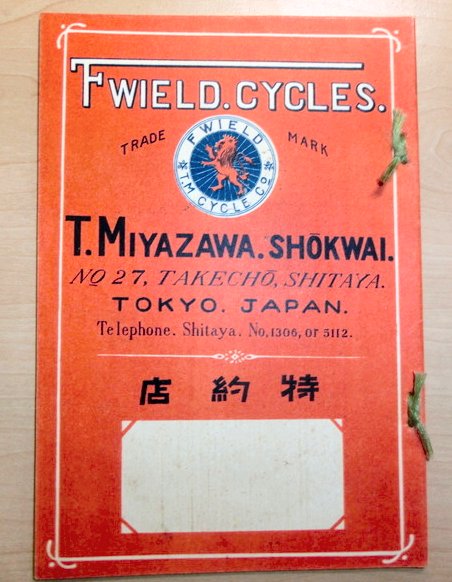 FWIELD. CYCLES.
TRADE MARK
FWIELD
T.M CYCLE Co
T. MIYAZAWA. SHŌKWAI.
No 27, TAKECHŌ, SHITAYA.
TOKYO. JAPAN.
Telephone. Shitaya. No, 1306, or 5112.
店約特